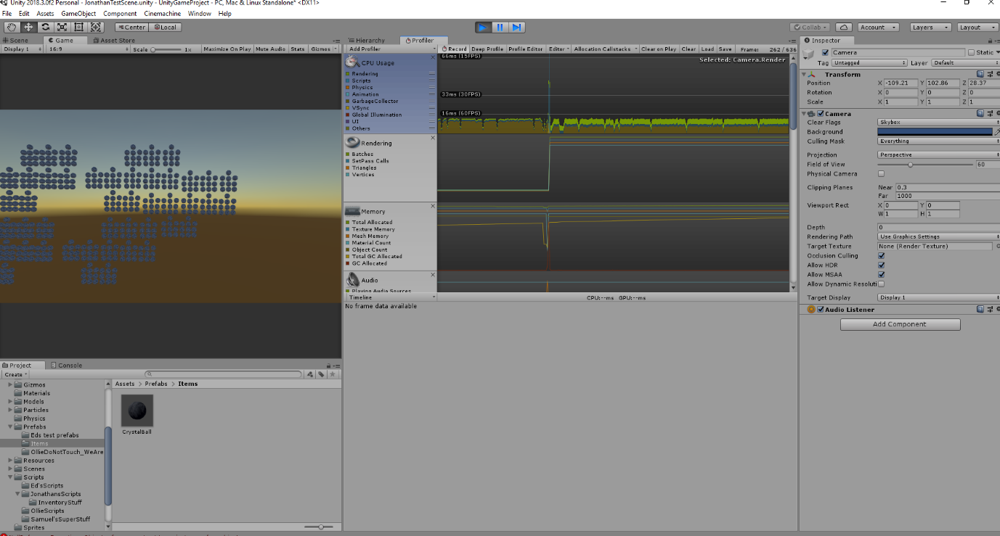 Unity 2018.3.0f2 Personal - JonathanTestScene.unity - UnityGameProject - PC, Mac & Linux Standalone* <DX11>
File Edit Assets GameObject Component Cinemachine Window Help
Center Local
Collab Account Layers Layout
Scene Game Asset Store
Display 1 16:9 Scale 1x Maximize On Play Mute Audio Stats Gizmos
Hierarchy Profiler
Add Profiler Record Deep Profile Profile Editor Editor Allocation Callstacks Clear on Play Clear Load Save Frame: 262 / 636
CPU Usage
Rendering
Scripts
Physics
Animation
GarbageCollector
VSync
Global Illumination
UI
Others
66ms (15FPS)
Selected: Camera.Render
33ms (30FPS)
16ms (60FPS)
Rendering
Batches
SetPass Calls
Triangles
Vertices
Memory
Total Allocated
Texture Memory
Mesh Memory
Material Count
Object Count
Total GC Allocated
GC Allocated
Audio
Playing Audio Sources
Timeline CPU:--ms GPU:--ms
No frame data available
Inspector
Camera Static
Tag Untagged Layer Default
Transform
Position X -109.21 Y 102.86 Z 28.37
Rotation X 0 Y 0 Z 0
Scale X 1 Y 1 Z 1
Camera
Clear Flags Skybox
Background
Culling Mask Everything
Projection Perspective
Field of View 60
Physical Camera
Clipping Planes Near 0.3
Far 1000
Viewport Rect X 0 Y 0
W 1 H 1
Depth 0
Rendering Path Use Graphics Settings
Target Texture None (Render Texture)
Occlusion Culling
Allow HDR
Allow MSAA
Allow Dynamic Resoluti
Target Display Display 1
Audio Listener
Add Component
Project Console
Create
Gizmos
Materials
Models
Particles
Physics
Prefabs
Eds test prefabs
Items
OllieDoNotTouch_WeAre
Resources
Scenes
Scripts
Ed'sScripts
JonathansScripts
InventoryStuff
OllieScripts
Samuel'sSuperStuff
Sprites
Assets > Prefabs > Items
CrystalBall